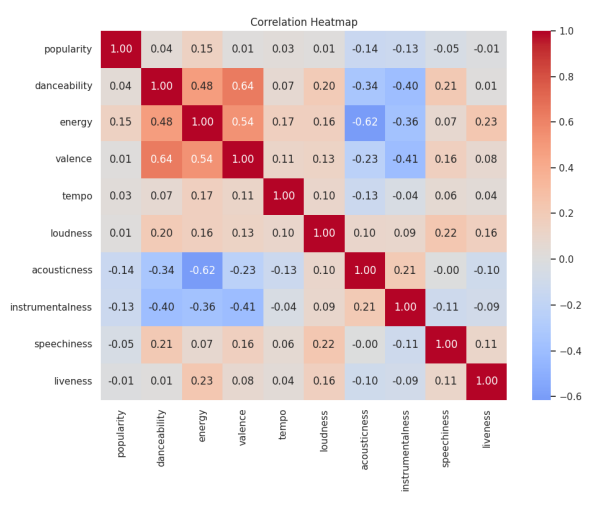 Correlation Heatmap
popularity 1.00 0.04 0.15 0.01 0.03 0.01 -0.14 -0.13 -0.05 -0.01
danceability 0.04 1.00 0.48 0.64 0.07 0.20 -0.34 -0.40 0.21 0.01
energy 0.15 0.48 1.00 0.54 0.17 0.16 -0.62 -0.36 0.07 0.23
valence 0.01 0.64 0.54 1.00 0.11 0.13 -0.23 -0.41 0.16 0.08
tempo 0.03 0.07 0.17 0.11 1.00 0.10 -0.13 -0.04 0.06 0.04
loudness 0.01 0.20 0.16 0.13 0.10 1.00 0.10 0.09 0.22 0.16
acousticness -0.14 -0.34 -0.62 -0.23 -0.13 0.10 1.00 0.21 -0.00 -0.10
instrumentalness -0.13 -0.40 -0.36 -0.41 -0.04 0.09 0.21 1.00 -0.11 -0.09
speechiness -0.05 0.21 0.07 0.16 0.06 0.22 -0.00 -0.11 1.00 0.11
liveness -0.01 0.01 0.23 0.08 0.04 0.16 -0.10 -0.09 0.11 1.00
popularity
danceability
energy
valence
tempo
loudness
acousticness
instrumentalness
speechiness
liveness
1.0
0.8
0.6
0.4
0.2
0.0
−0.2
−0.4
−0.6